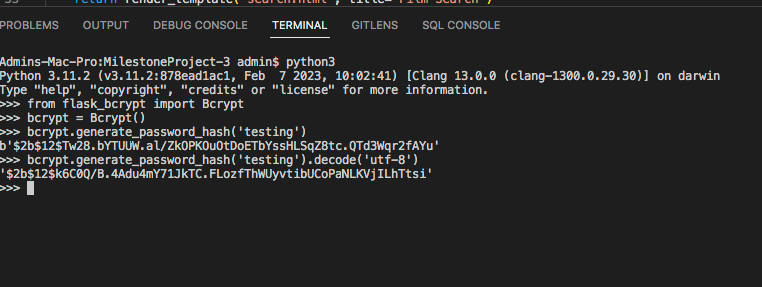 return render_template("search.html", title="Film Search")
PROBLEMS OUTPUT DEBUG CONSOLE TERMINAL GITLENS SQL CONSOLE
Admins-Mac-Pro:MilestoneProject-3 admin$ python3
Python 3.11.2 (v3.11.2:878ead1ac1, Feb  7 2023, 10:02:41) [Clang 13.0.0 (clang-1300.0.29.30)] on darwin
Type "help", "copyright", "credits" or "license" for more information.
>>> from flask_bcrypt import Bcrypt
>>> bcrypt = Bcrypt()
>>> bcrypt.generate_password_hash('testing')
b'$2b$12$Tw28.bYTUUW.al/ZkOPKOuOtDoETbYssHLSqZ8tc.QTd3Wqr2fAYu'
>>> bcrypt.generate_password_hash('testing').decode('utf-8')
'$2b$12$k6C0Q/B.4Adu4mY71JkTC.FLozfThWUyvtibUCoPaNLKVjILhTtsi'
>>>